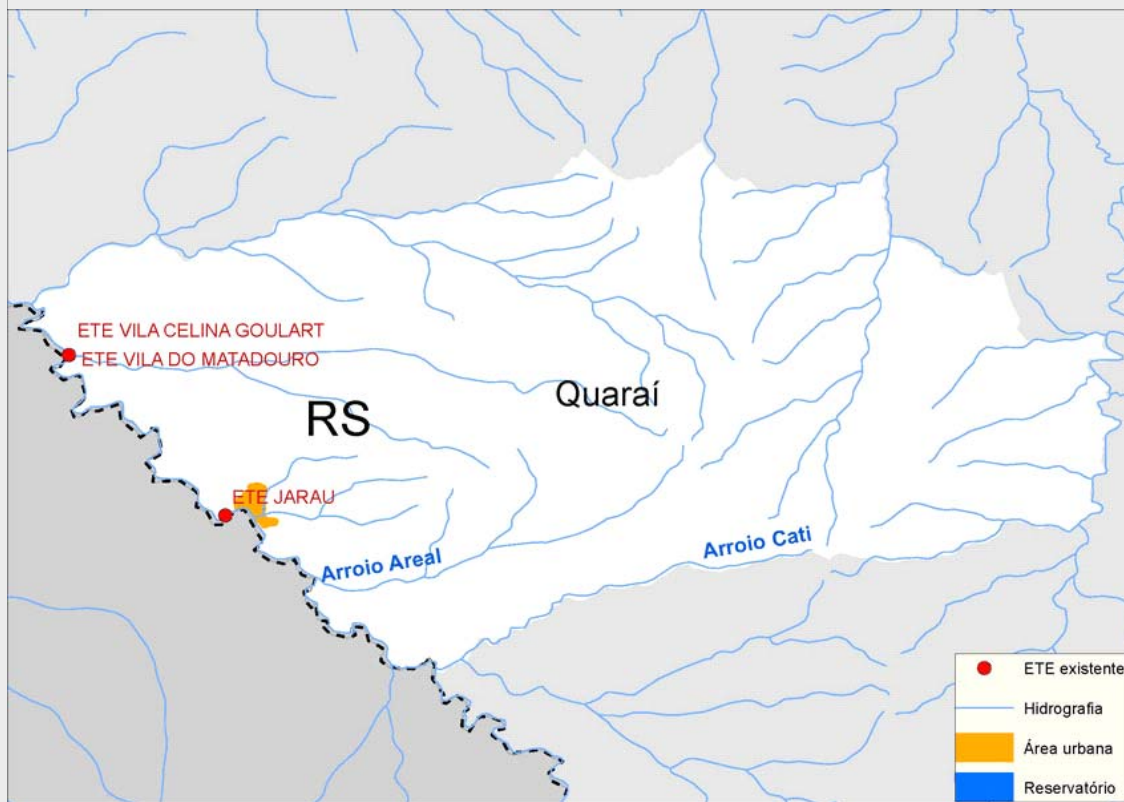 ETE VILA CELINA GOULART
ETE VILA DO MATADOURO
Quaraí
RS
ETE JARAU
Arroio Areal
Arroio Cati
ETE existente
Hidrografia
Área urbana
Reservatório